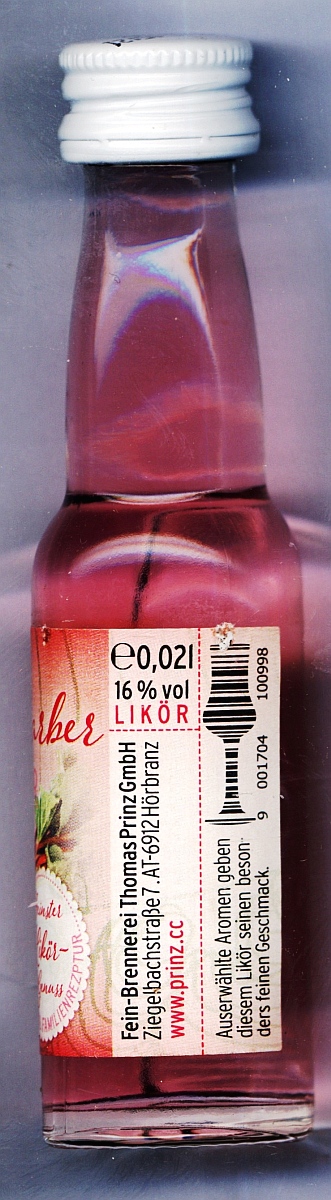 ℮0,02l
16 % vol
LIKÖR
Fein-Brennerei Thomas Prinz GmbH
Ziegelbachstraße 7. AT-6912 Hörbranz
www.prinz.cc
9 001704 100998
Auserwählte Aromen geben
diesem Likör seinen beson-
ders feinen Geschmack.
FAMILIENREZPTUR